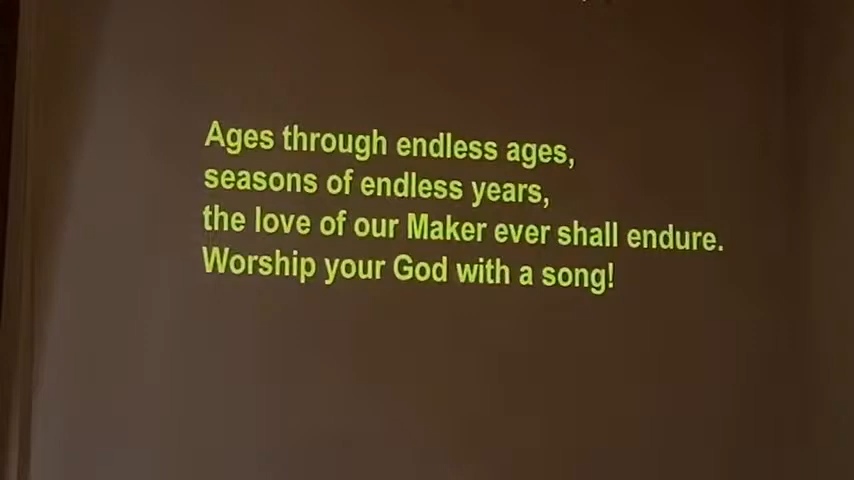 Ages through endless ages,
seasons of endless years,
the love of our Maker ever shall endure.
Worship your God with a song!